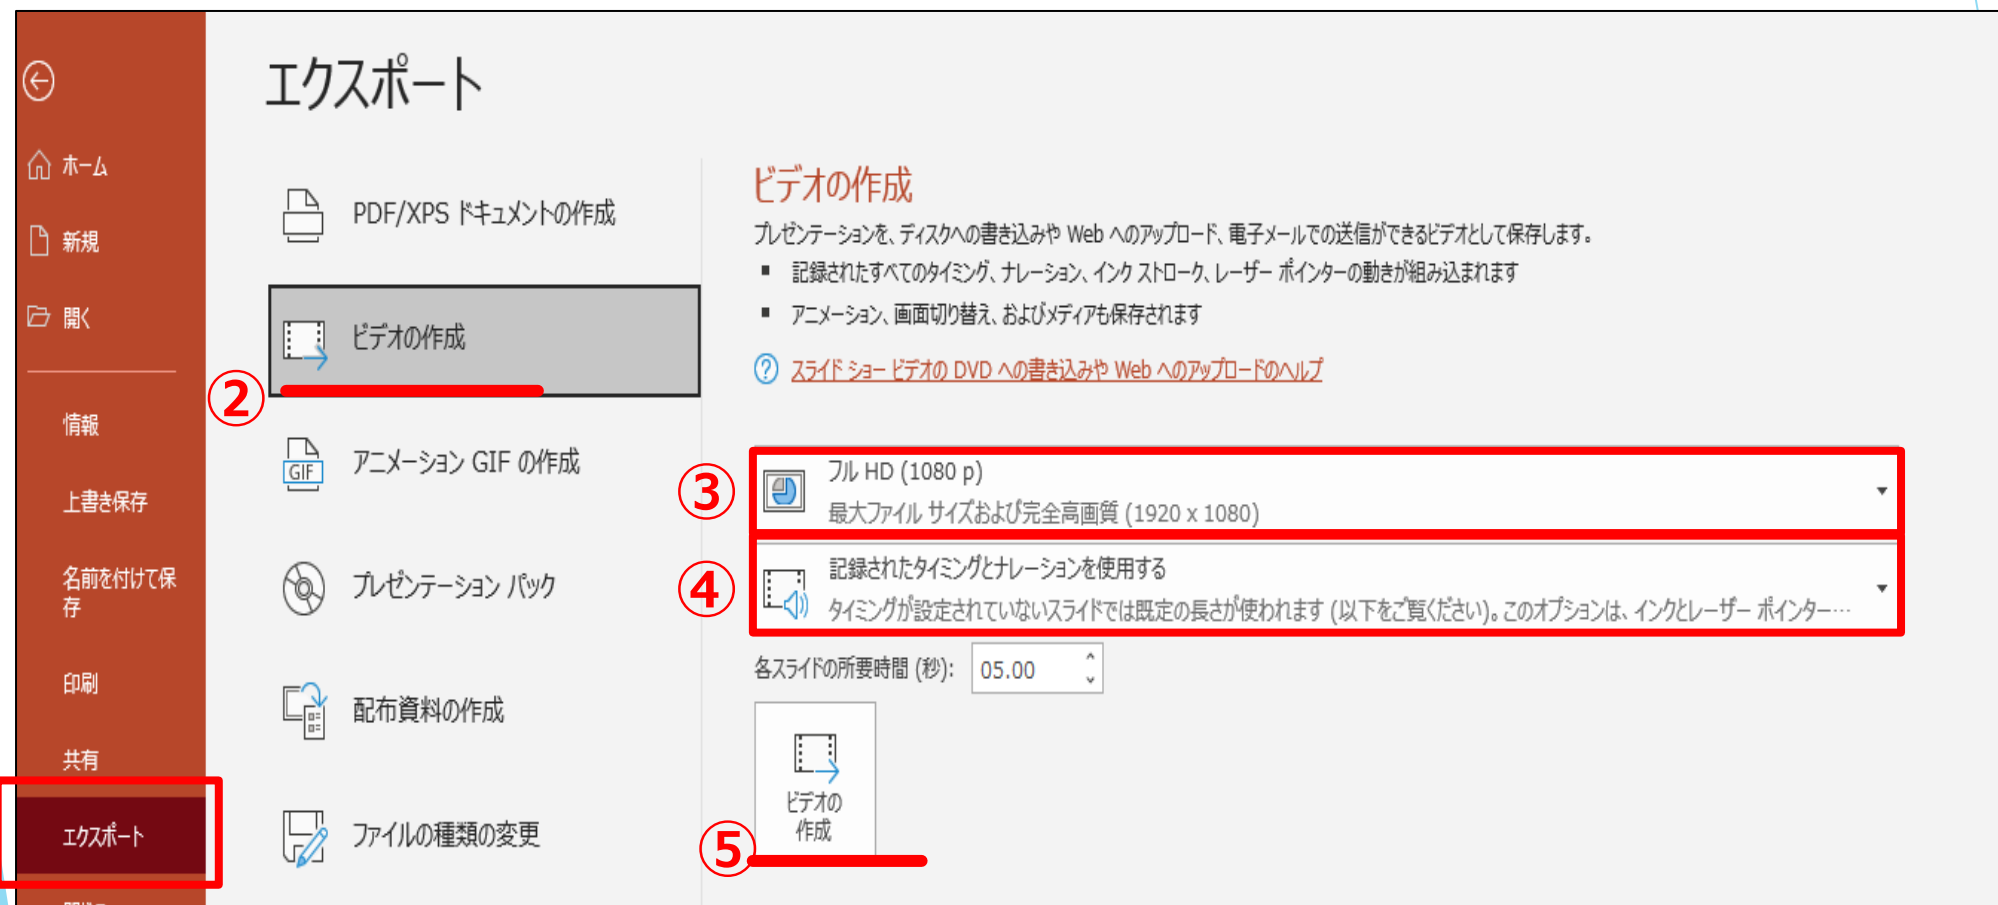 エクスポート
ホーム
新規
開く
情報
上書き保存
名前を付けて保
存
印刷
共有
エクスポート
PDF/XPS ドキュメントの作成
ビデオの作成
②
GIF
アニメーション GIF の作成
プレゼンテーション パック
配布資料の作成
ファイルの種類の変更
ビデオの作成
プレゼンテーションを、ディスクへの書き込みや Web へのアップロード、電子メールでの送信ができるビデオとして保存します。
▪ 記録されたすべてのタイミング、ナレーション、インク ストローク、レーザー ポインターの動きが組み込まれます
▪ アニメーション、画面切り替え、およびメディアも保存されます
? スライド ショー ビデオの DVD への書き込みや Web へのアップロードのヘルプ
③
フル HD (1080 p)
最大ファイル サイズおよび完全高画質 (1920 x 1080)
④
記録されたタイミングとナレーションを使用する
タイミングが設定されていないスライドでは既定の長さが使われます (以下をご覧ください)。このオプションは、インクとレーザー ポインター…
各スライドの所要時間 (秒): 05.00
⑤
ビデオの
作成